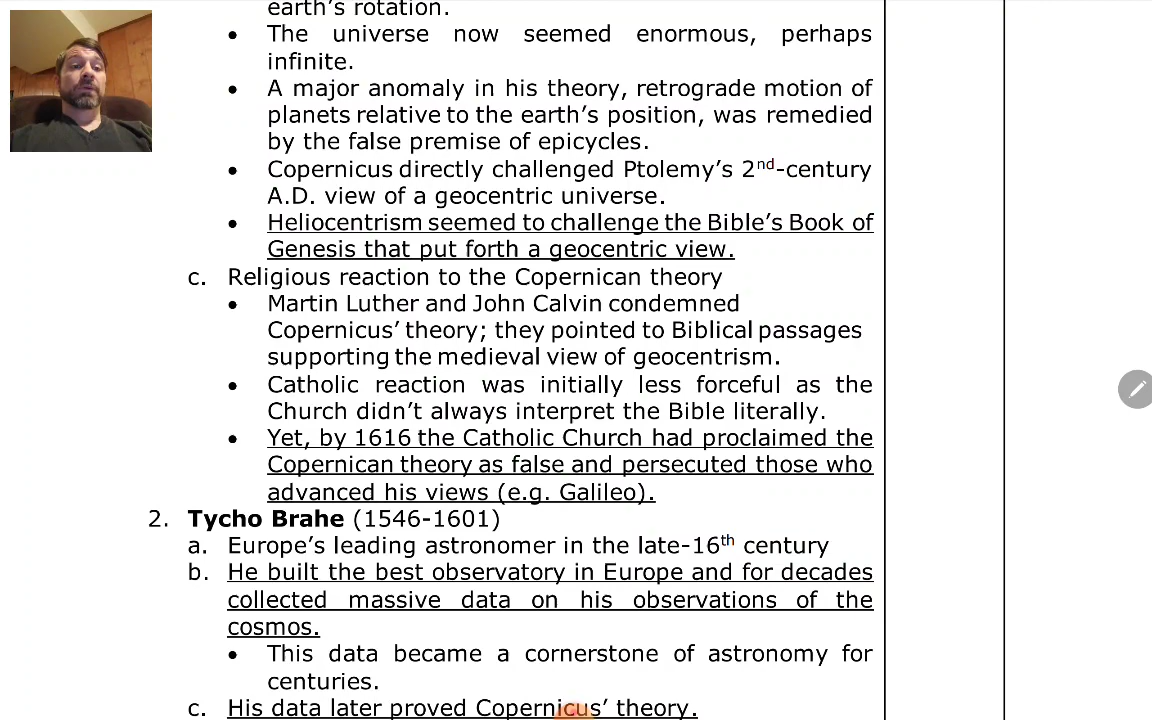 earth's rotation.
• The universe now seemed enormous, perhaps
infinite.
• A major anomaly in his theory, retrograde motion of
planets relative to the earth's position, was remedied
by the false premise of epicycles.
• Copernicus directly challenged Ptolemy's 2nd-century
A.D. view of a geocentric universe.
• Heliocentrism seemed to challenge the Bible's Book of
Genesis that put forth a geocentric view.
c. Religious reaction to the Copernican theory
• Martin Luther and John Calvin condemned
Copernicus' theory; they pointed to Biblical passages
supporting the medieval view of geocentrism.
• Catholic reaction was initially less forceful as the
Church didn't always interpret the Bible literally.
• Yet, by 1616 the Catholic Church had proclaimed the
Copernican theory as false and persecuted those who
advanced his views (e.g. Galileo).
2. Tycho Brahe (1546-1601)
a. Europe's leading astronomer in the late-16th century
b. He built the best observatory in Europe and for decades
collected massive data on his observations of the
cosmos.
• This data became a cornerstone of astronomy for
centuries.
c. His data later proved Copernicus' theory.